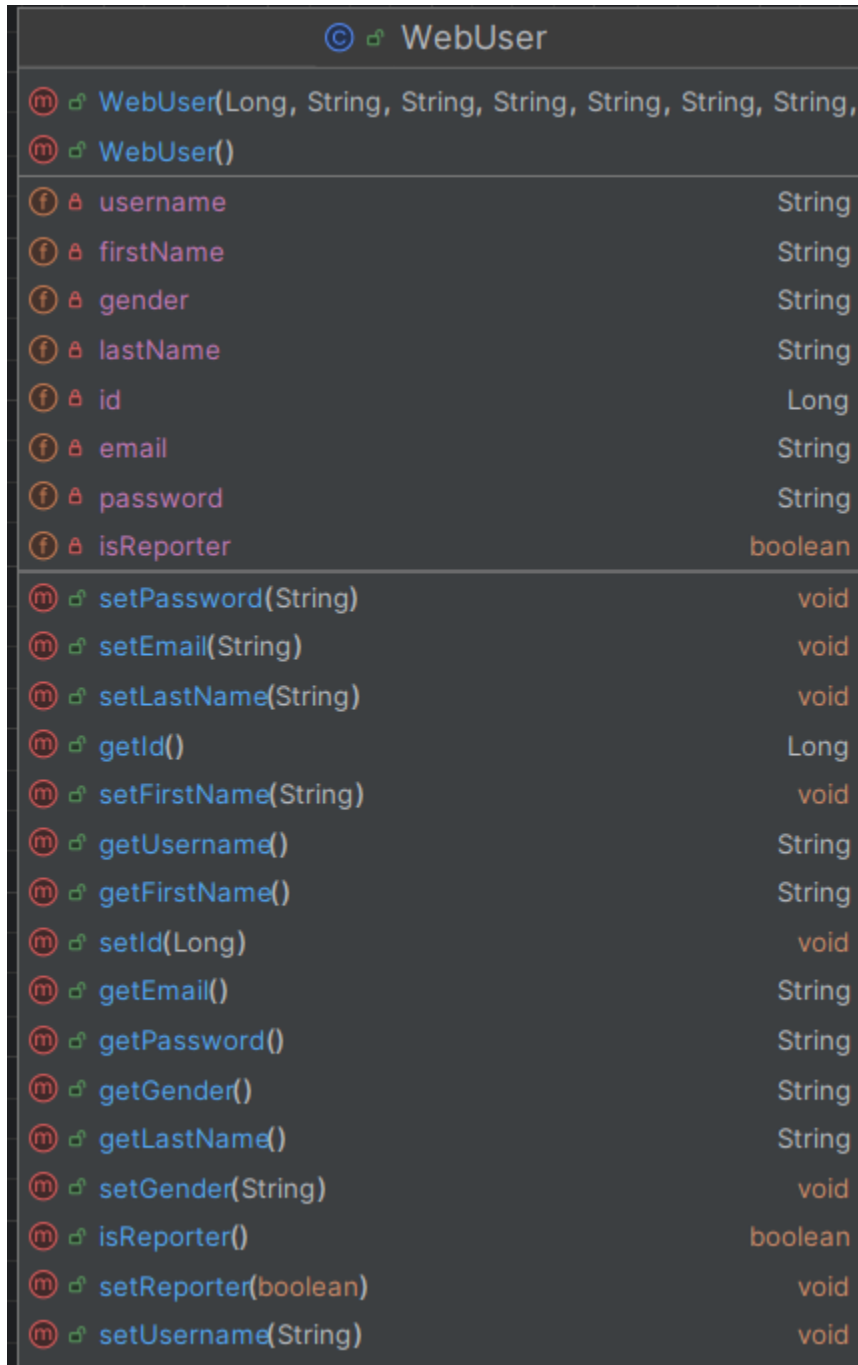 WebUser
WebUser(Long, String, String, String, String, String, String,
WebUser()
username String
firstName String
gender String
lastName String
id Long
email String
password String
isReporter boolean
setPassword(String) void
setEmail(String) void
setLastName(String) void
getId() Long
setFirstName(String) void
getUsername() String
getFirstName() String
setId(Long) void
getEmail() String
getPassword() String
getGender() String
getLastName() String
setGender(String) void
isReporter() boolean
setReporter(boolean) void
setUsername(String) void